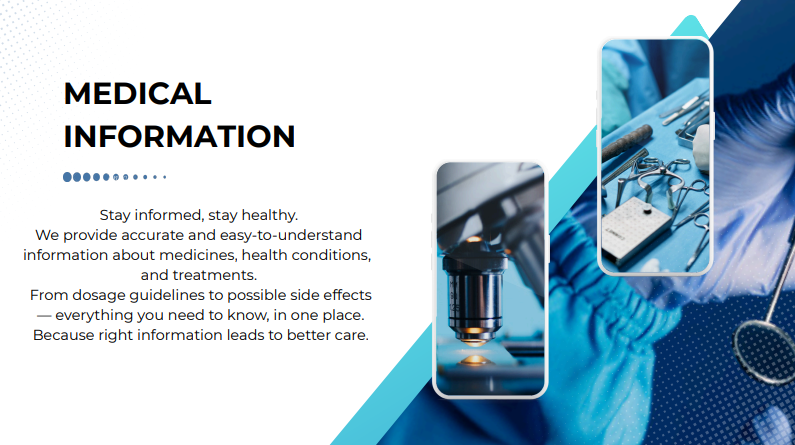 MEDICAL
INFORMATION
Stay informed, stay healthy.
We provide accurate and easy-to-understand
information about medicines, health conditions,
and treatments.
From dosage guidelines to possible side effects
— everything you need to know, in one place.
Because right information leads to better care.